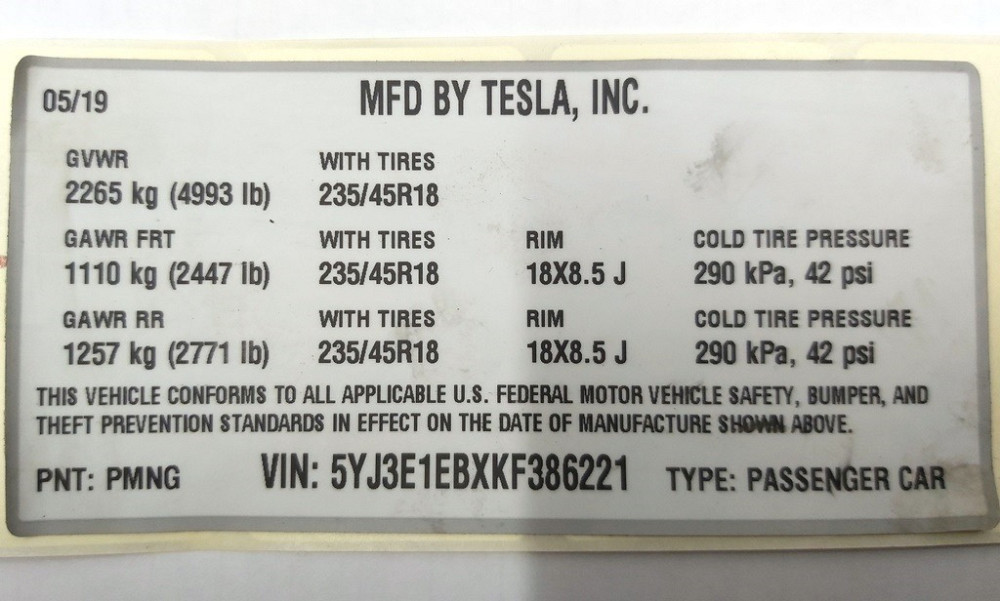 05/19 MFD BY TESLA, INC.
GVWR WITH TIRES
2265 kg (4993 lb) 235/45R18
GAWR FRT WITH TIRES RIM COLD TIRE PRESSURE
1110 kg (2447 lb) 235/45R18 18X8.5 J 290 kPa, 42 psi
GAWR RR WITH TIRES RIM COLD TIRE PRESSURE
1257 kg (2771 lb) 235/45R18 18X8.5 J 290 kPa, 42 psi
THIS VEHICLE CONFORMS TO ALL APPLICABLE U.S. FEDERAL MOTOR VEHICLE SAFETY, BUMPER, AND
THEFT PREVENTION STANDARDS IN EFFECT ON THE DATE OF MANUFACTURE SHOWN ABOVE.
PNT: PMNG VIN: 5YJ3E1EBXKF386221 TYPE: PASSENGER CAR